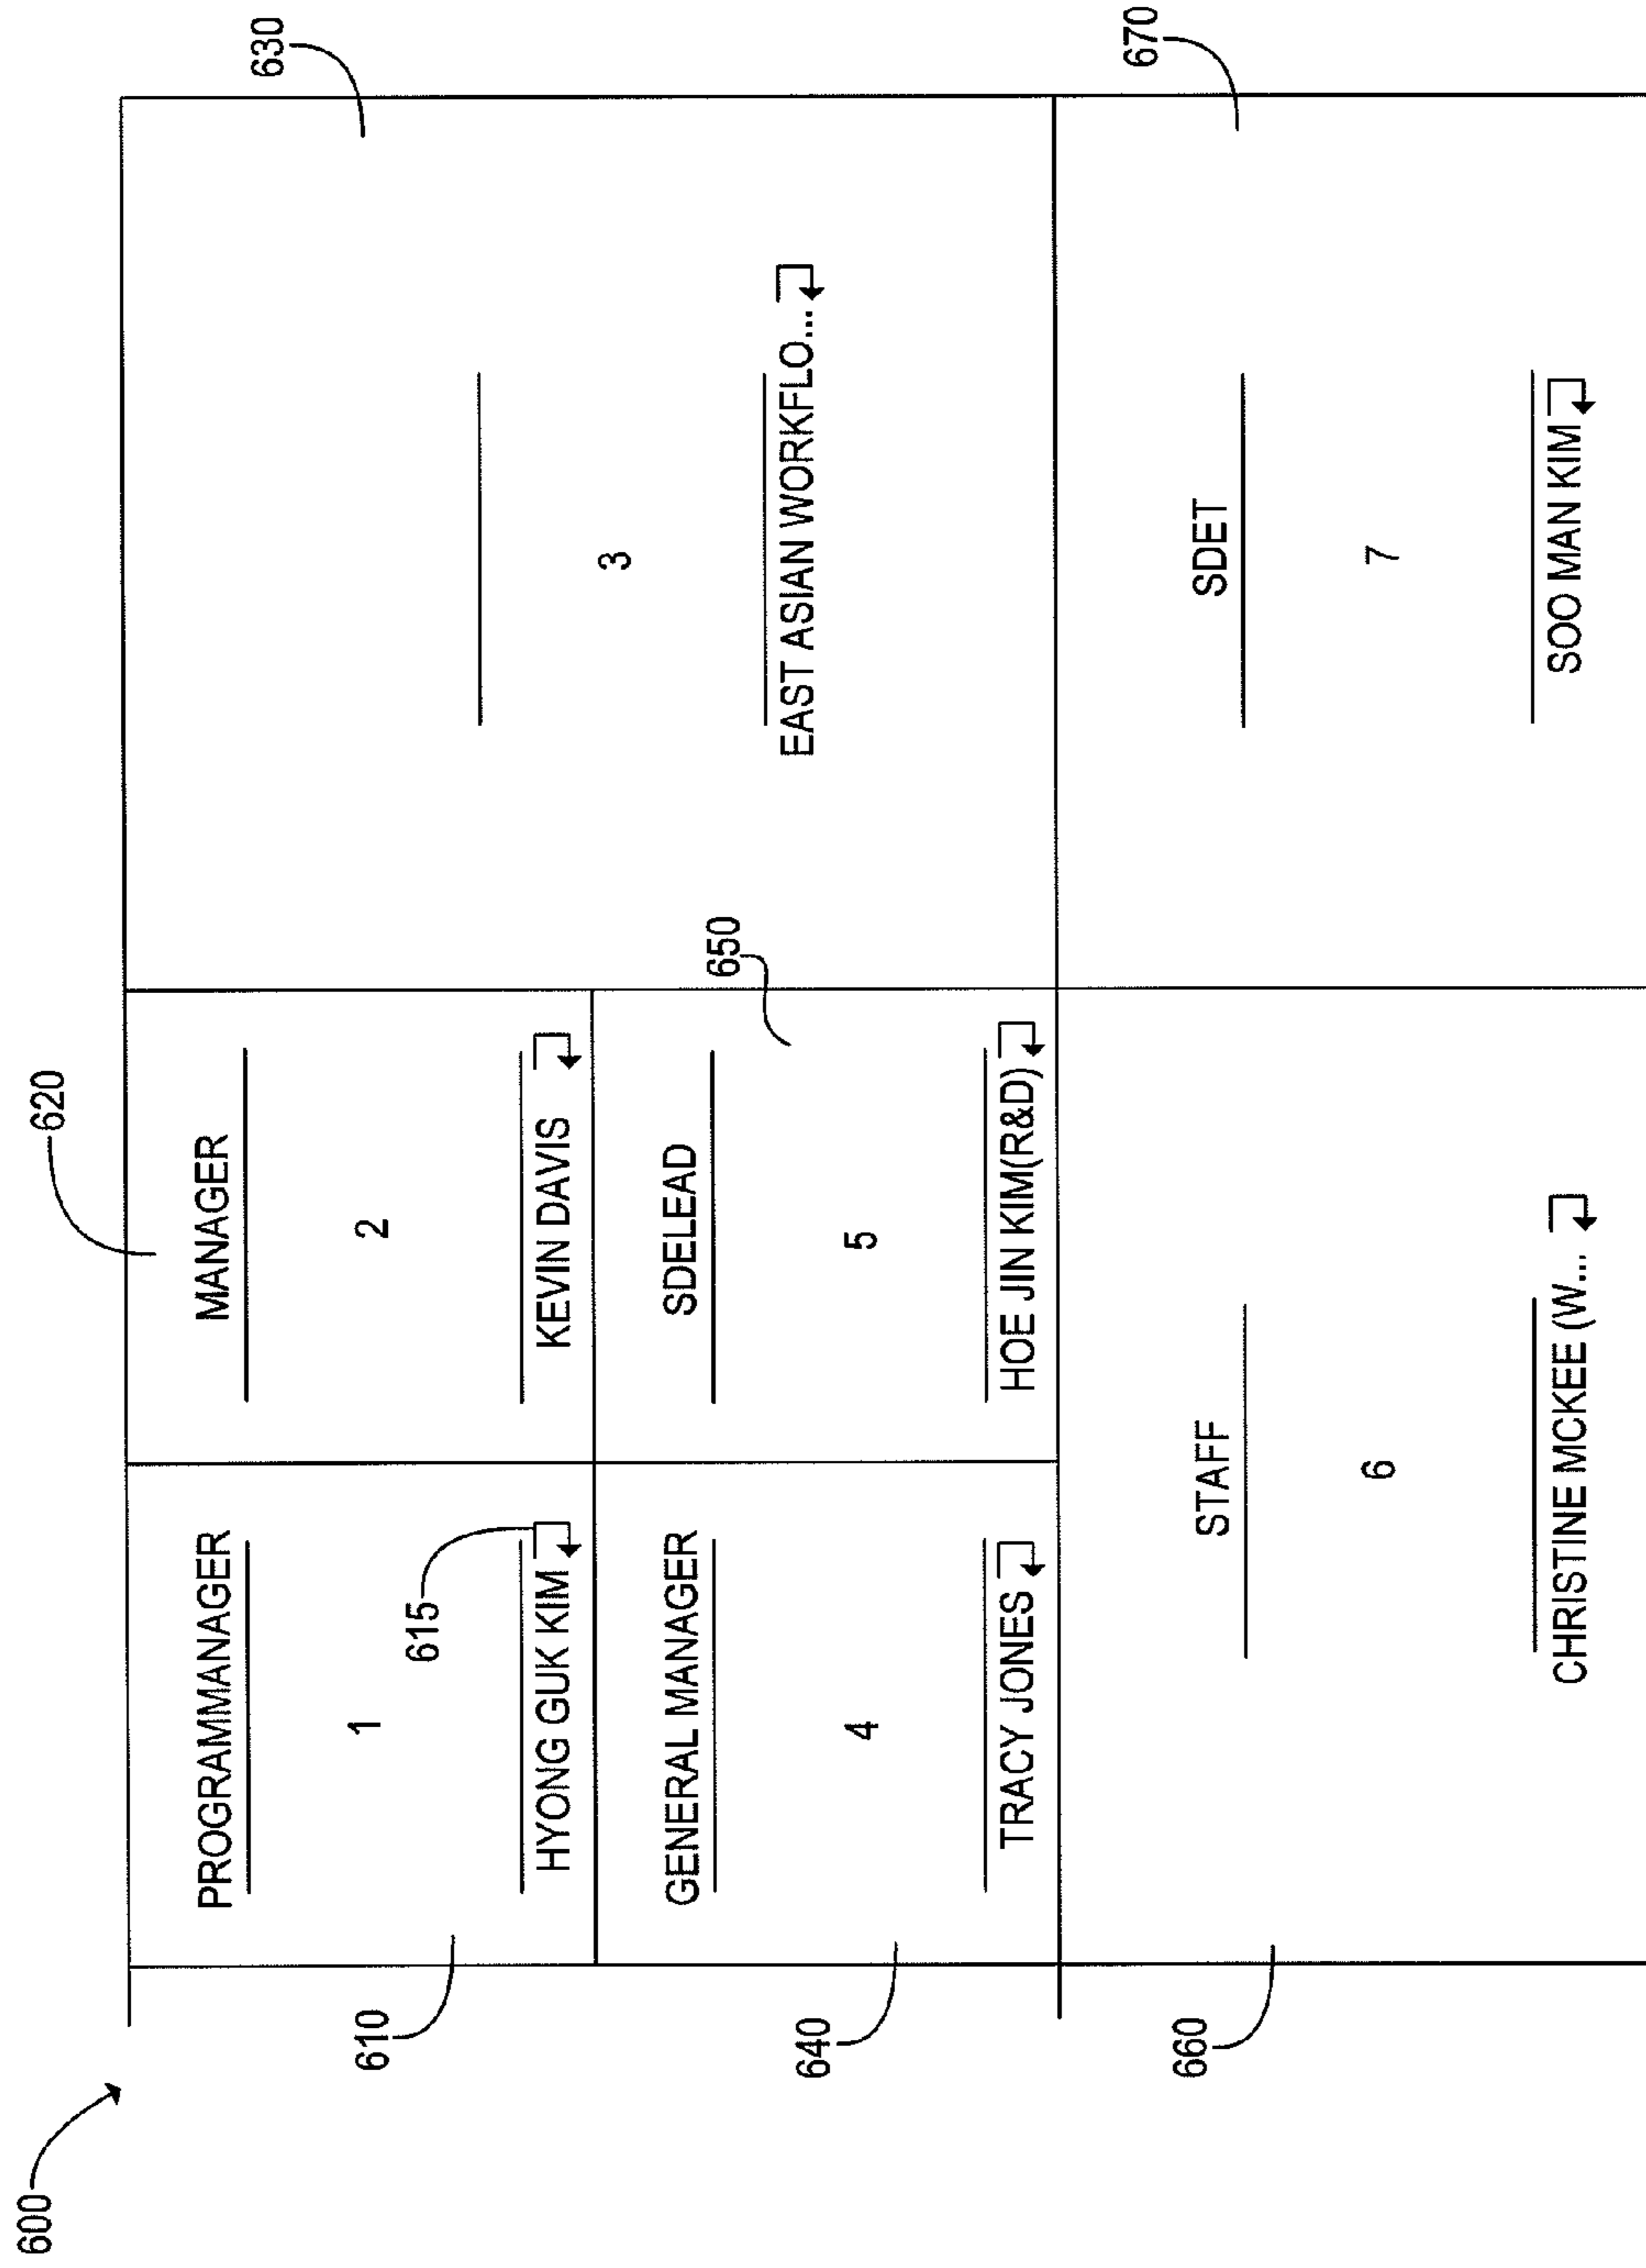 600
620
630
PROGRAMMANAGER
1
HYONG GUK KIM
610
615
MANAGER
2
KEVIN DAVIS
3
EAST ASIAN WORKFLO...
GENERAL MANAGER
4
TRACY JONES
640
SDELEAD
5
HOE JIN KIM(R&D)
650
STAFF
6
CHRISTINE MCKEE (W...
660
SDET
7
SOO MAN KIM
670